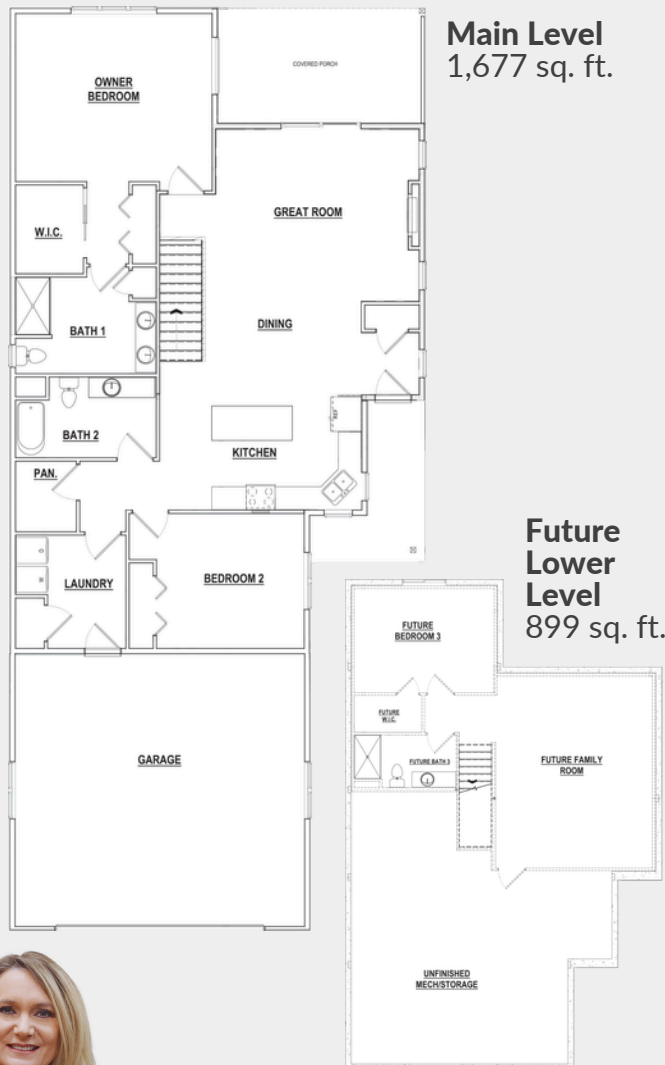 Main Level
1,677 sq. ft.
OWNER
BEDROOM
COVERED PORCH
W.I.C.
GREAT ROOM
BATH 1
DINING
BATH 2
REF
KITCHEN
PAN.
LAUNDRY
BEDROOM 2
GARAGE
Future
Lower
Level
899 sq. ft.
FUTURE
BEDROOM 3
FUTURE
W.I.C.
FUTURE BATH 3
FUTURE FAMILY
ROOM
UNFINISHED
MECH/STORAGE